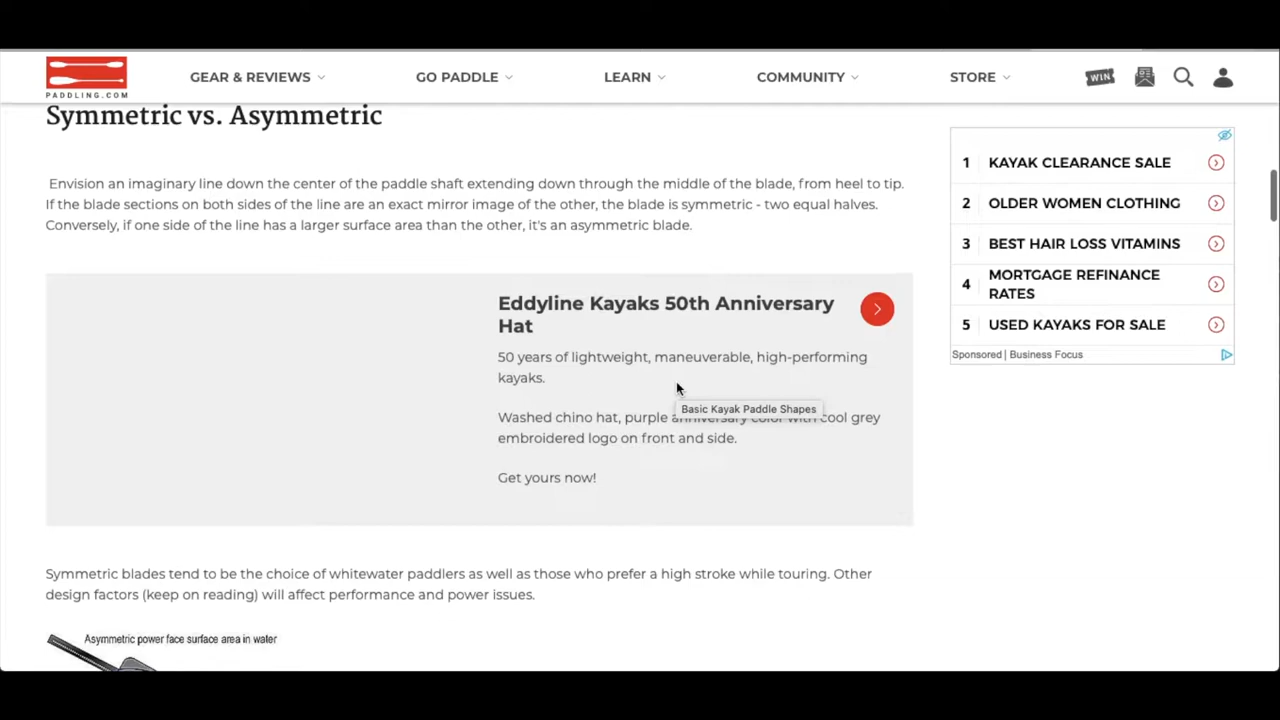 PADDLING.COM
GEAR & REVIEWS
GO PADDLE
LEARN
COMMUNITY
STORE
WIN
Symmetric vs. Asymmetric
Envision an imaginary line down the center of the paddle shaft extending down through the middle of the blade, from heel to tip.
If the blade sections on both sides of the line are an exact mirror image of the other, the blade is symmetric - two equal halves.
Conversely, if one side of the line has a larger surface area than the other, it's an asymmetric blade.
Eddyline Kayaks 50th Anniversary
Hat
50 years of lightweight, maneuverable, high-performing
kayaks.
Basic Kayak Paddle Shapes
Washed chino hat, purple anniversary color with cool grey
embroidered logo on front and side.
Get yours now!
Symmetric blades tend to be the choice of whitewater paddlers as well as those who prefer a high stroke while touring. Other
design factors (keep on reading) will affect performance and power issues.
Asymmetric power face surface area in water
1 KAYAK CLEARANCE SALE
2 OLDER WOMEN CLOTHING
3 BEST HAIR LOSS VITAMINS
4 MORTGAGE REFINANCE
RATES
5 USED KAYAKS FOR SALE
Sponsored | Business Focus